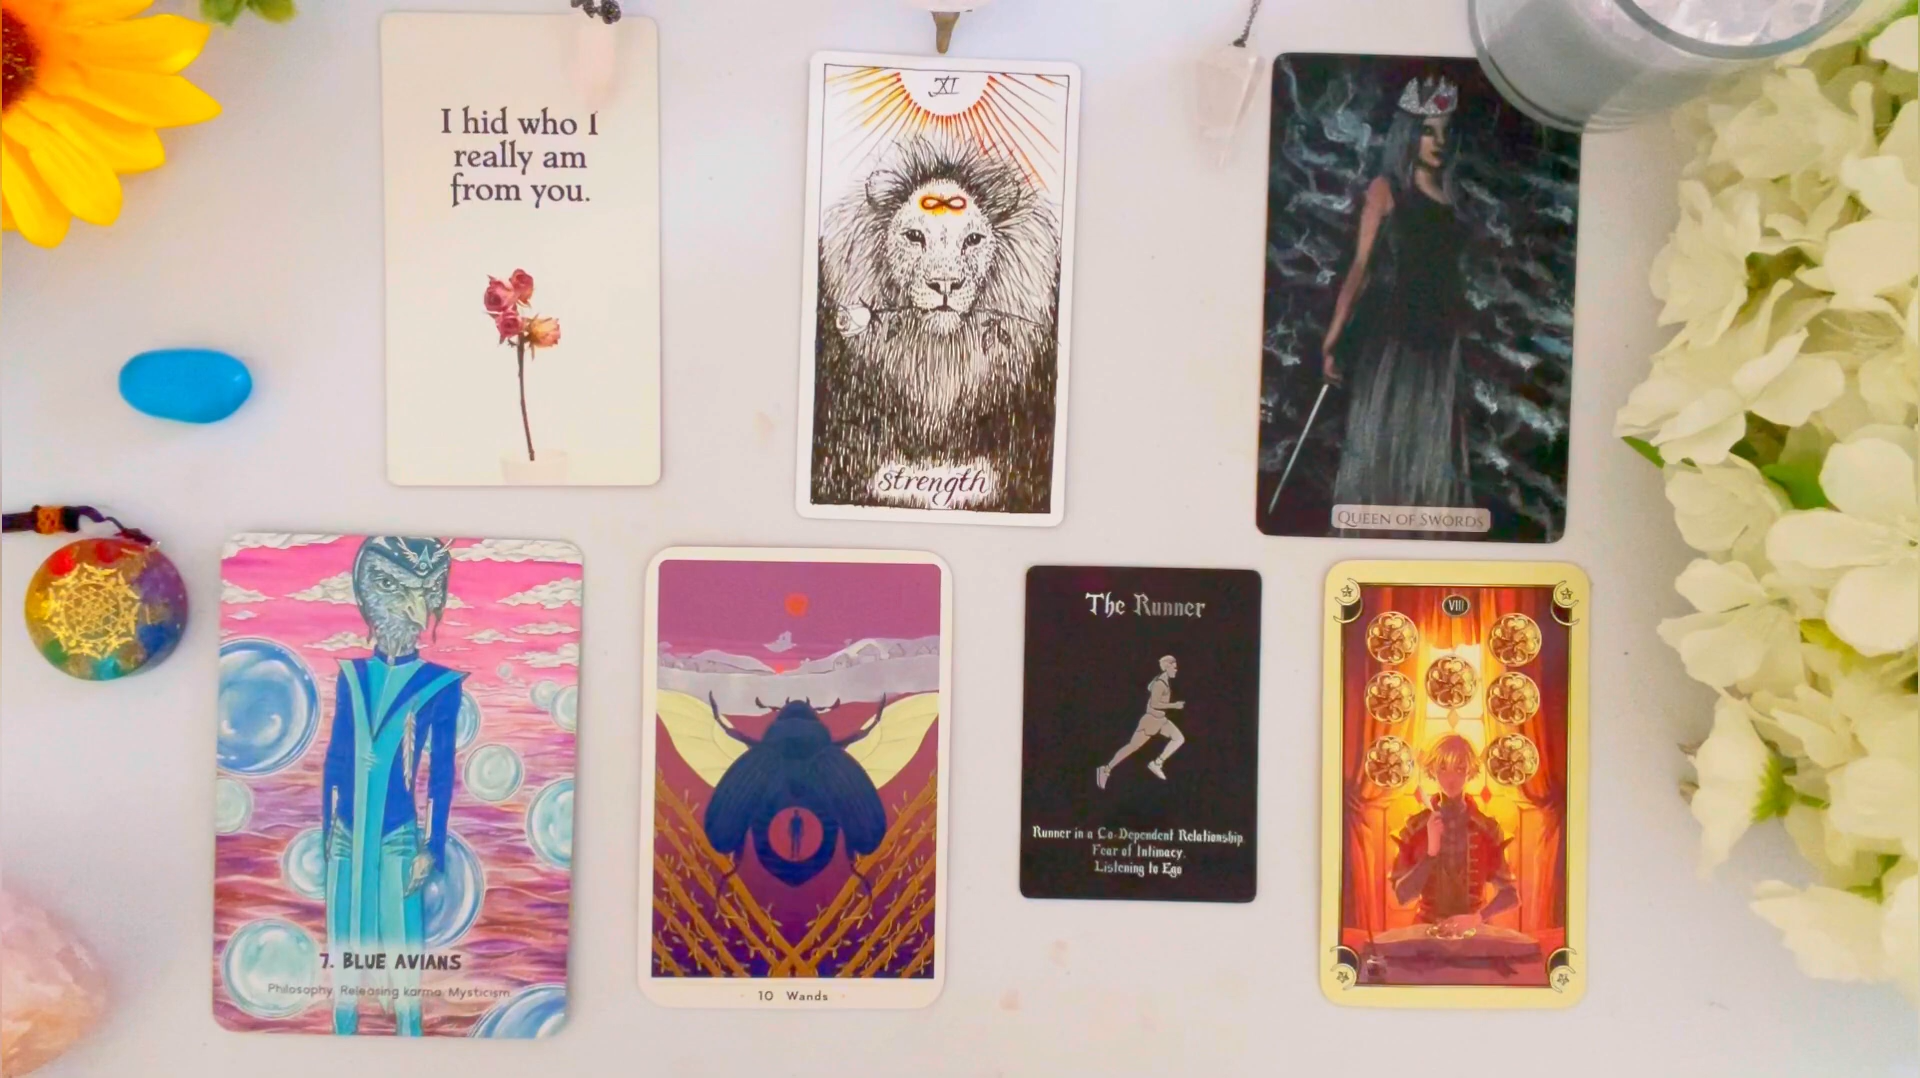 I hid who I
really am
from you.
XI
strength
QUEEN OF SWORDS
7. BLUE AVIANS
Philosophy. Releasing karma. Mysticism.
10 Wands
The Runner
Runner in a Co-Dependent Relationship.
Fear of Intimacy.
Listening to Ego
VIII